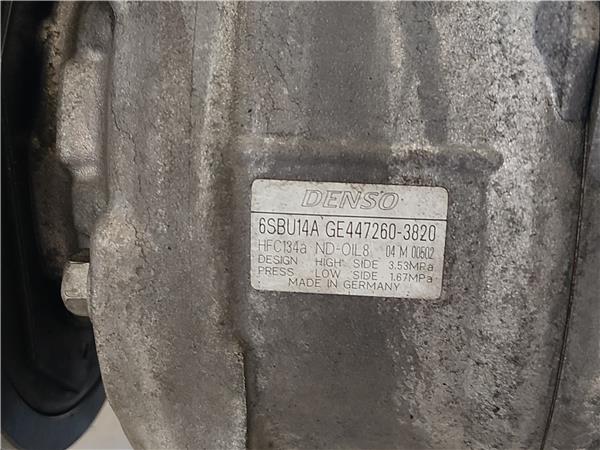 DENSO
6SBU14A GE447260-3820
HFC134a ND-OIL8 04 M 00502
DESIGN HIGH SIDE 3.53MPa
PRESS LOW SIDE 1.67MPa
MADE IN GERMANY